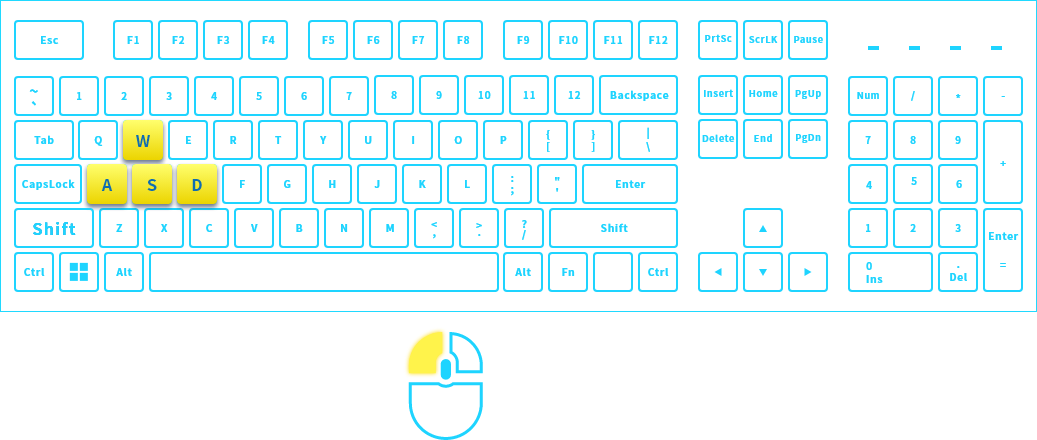 Esc F1 F2 F3 F4 F5 F6 F7 F8 F9 F10 F11 F12 PrtSc ScrLK Pause
~ ` 1 2 3 4 5 6 7 8 9 10 11 12 Backspace Insert Home PgUp Num / * -
Tab Q W E R T Y U I O P { [ } ] | \ Delete End PgDn 7 8 9 +
CapsLock A S D F G H J K L : ; " ' Enter 4 5 6
Shift Z X C V B N M < , > . ? / Shift 1 2 3 Enter =
Ctrl Alt Alt Fn Ctrl 0 Ins . Del